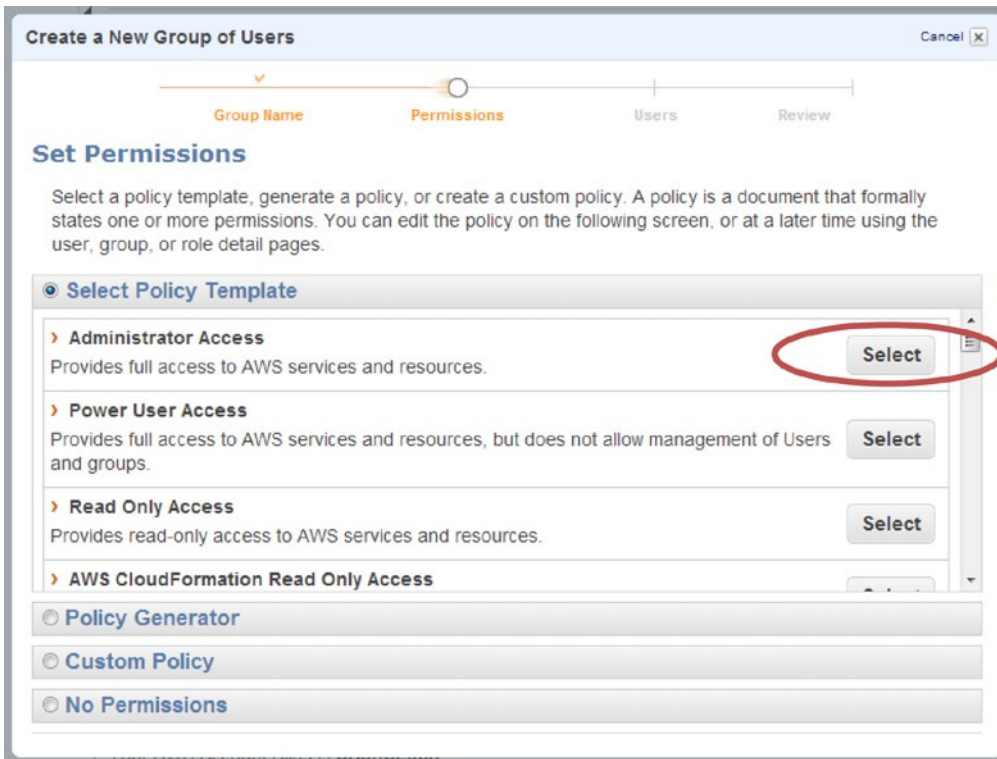 Create a New Group of Users
Cancel
Group Name
Permissions
Users
Review
Set Permissions
Select a policy template, generate a policy, or create a custom policy. A policy is a document that formally
states one or more permissions. You can edit the policy on the following screen, or at a later time using the
user, group, or role detail pages.
Select Policy Template
Administrator Access
Provides full access to AWS services and resources.
Select
Power User Access
Provides full access to AWS services and resources, but does not allow management of Users
and groups.
Select
Read Only Access
Provides read-only access to AWS services and resources.
Select
AWS CloudFormation Read Only Access
Policy Generator
Custom Policy
No Permissions